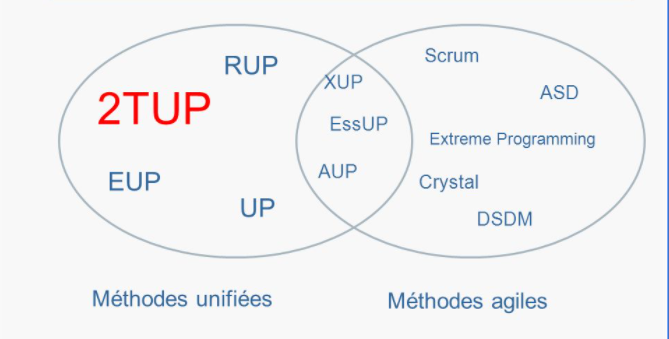 RUP
2TUP
EUP
UP
XUP
EssUP
AUP
Scrum
ASD
Extreme Programming
Crystal
DSDM
Méthodes unifiées
Méthodes agiles